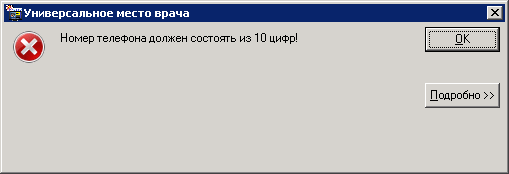 Универсальное место врача
Номер телефона должен состоять из 10 цифр!
OK
Подробно >>